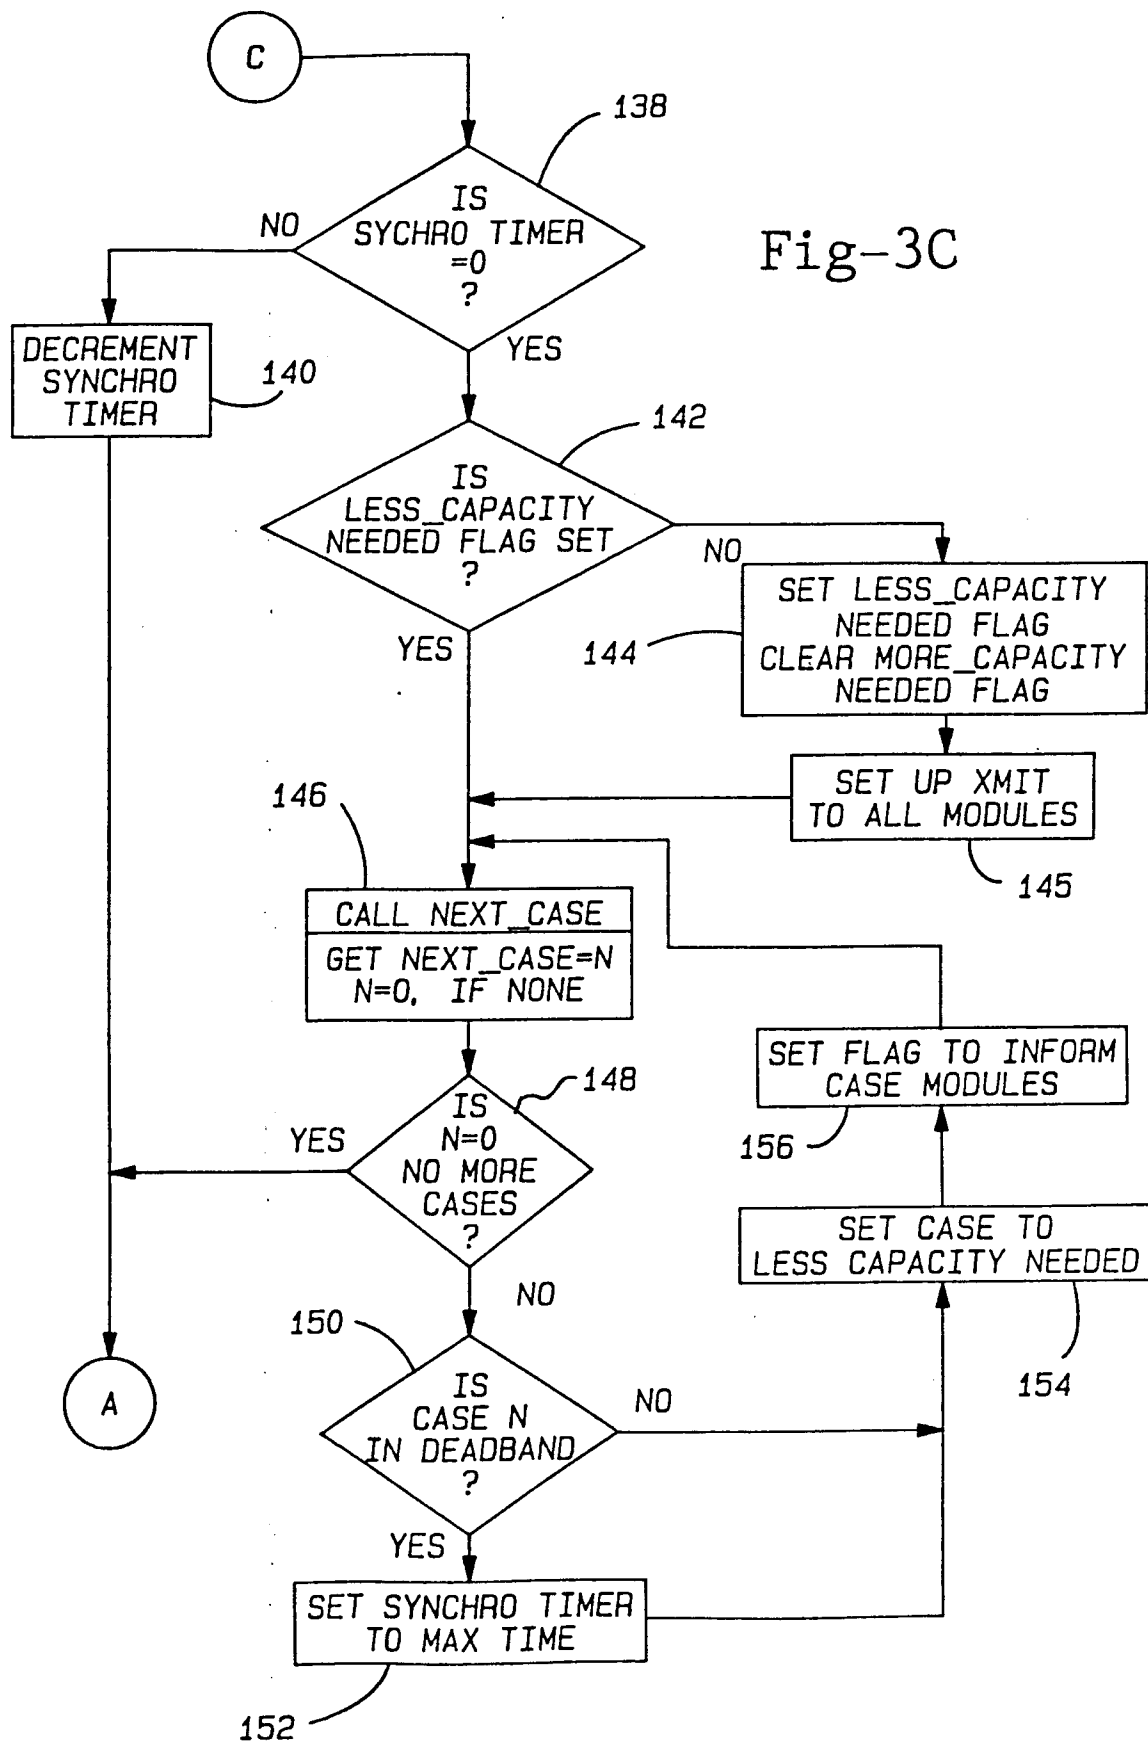 C
138
IS
SYCHRO TIMER
=0
?
NO
YES
Fig-3C
DECREMENT
SYNCHRO
TIMER
140
142
IS
LESS_CAPACITY
NEEDED FLAG SET
?
NO
YES
SET LESS_CAPACITY
NEEDED FLAG
CLEAR MORE_CAPACITY
NEEDED FLAG
144
SET UP XMIT
TO ALL MODULES
145
146
CALL NEXT_CASE
GET NEXT_CASE=N
N=0, IF NONE
148
IS
N=0
NO MORE
CASES
?
YES
NO
SET FLAG TO INFORM
CASE MODULES
156
SET CASE TO
LESS CAPACITY NEEDED
154
150
IS
CASE N
IN DEADBAND
?
NO
YES
A
SET SYNCHRO TIMER
TO MAX TIME
152